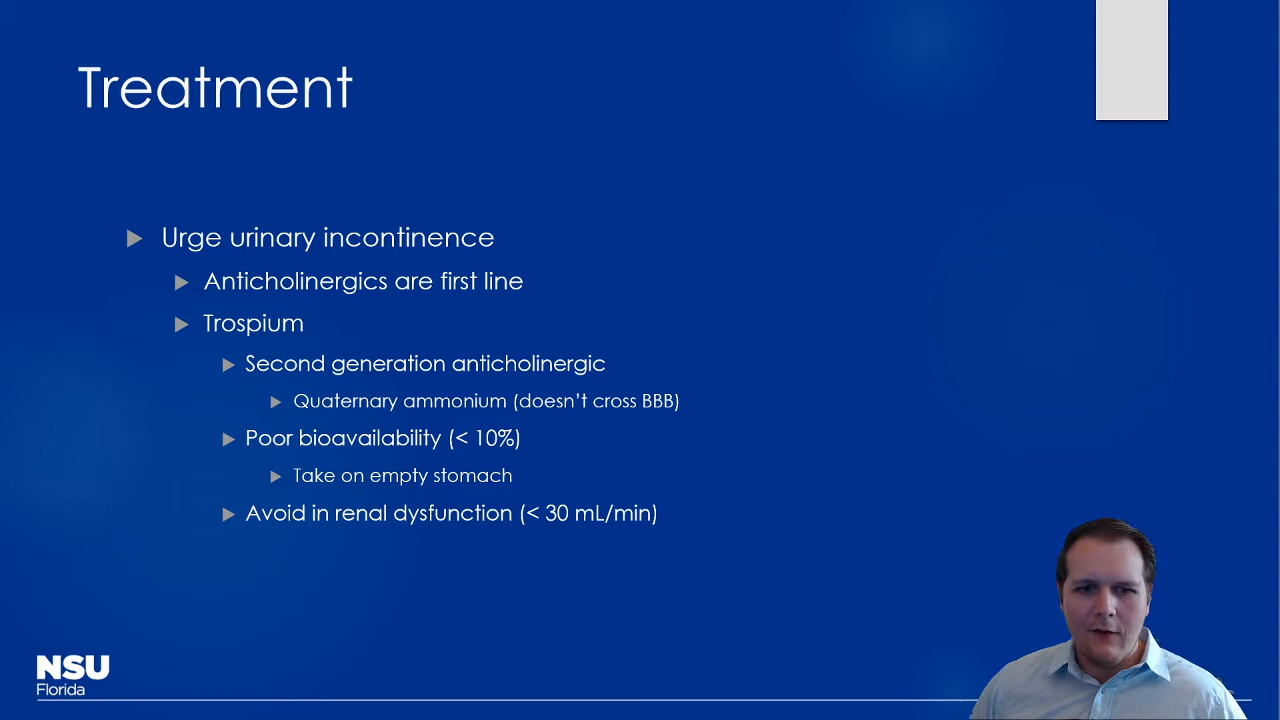 Treatment
Urge urinary incontinence
Anticholinergics are first line
Trospium
Second generation anticholinergic
Quaternary ammonium (doesn’t cross BBB)
Poor bioavailability (< 10%)
Take on empty stomach
Avoid in renal dysfunction (< 30 mL/min)
NSU
Florida